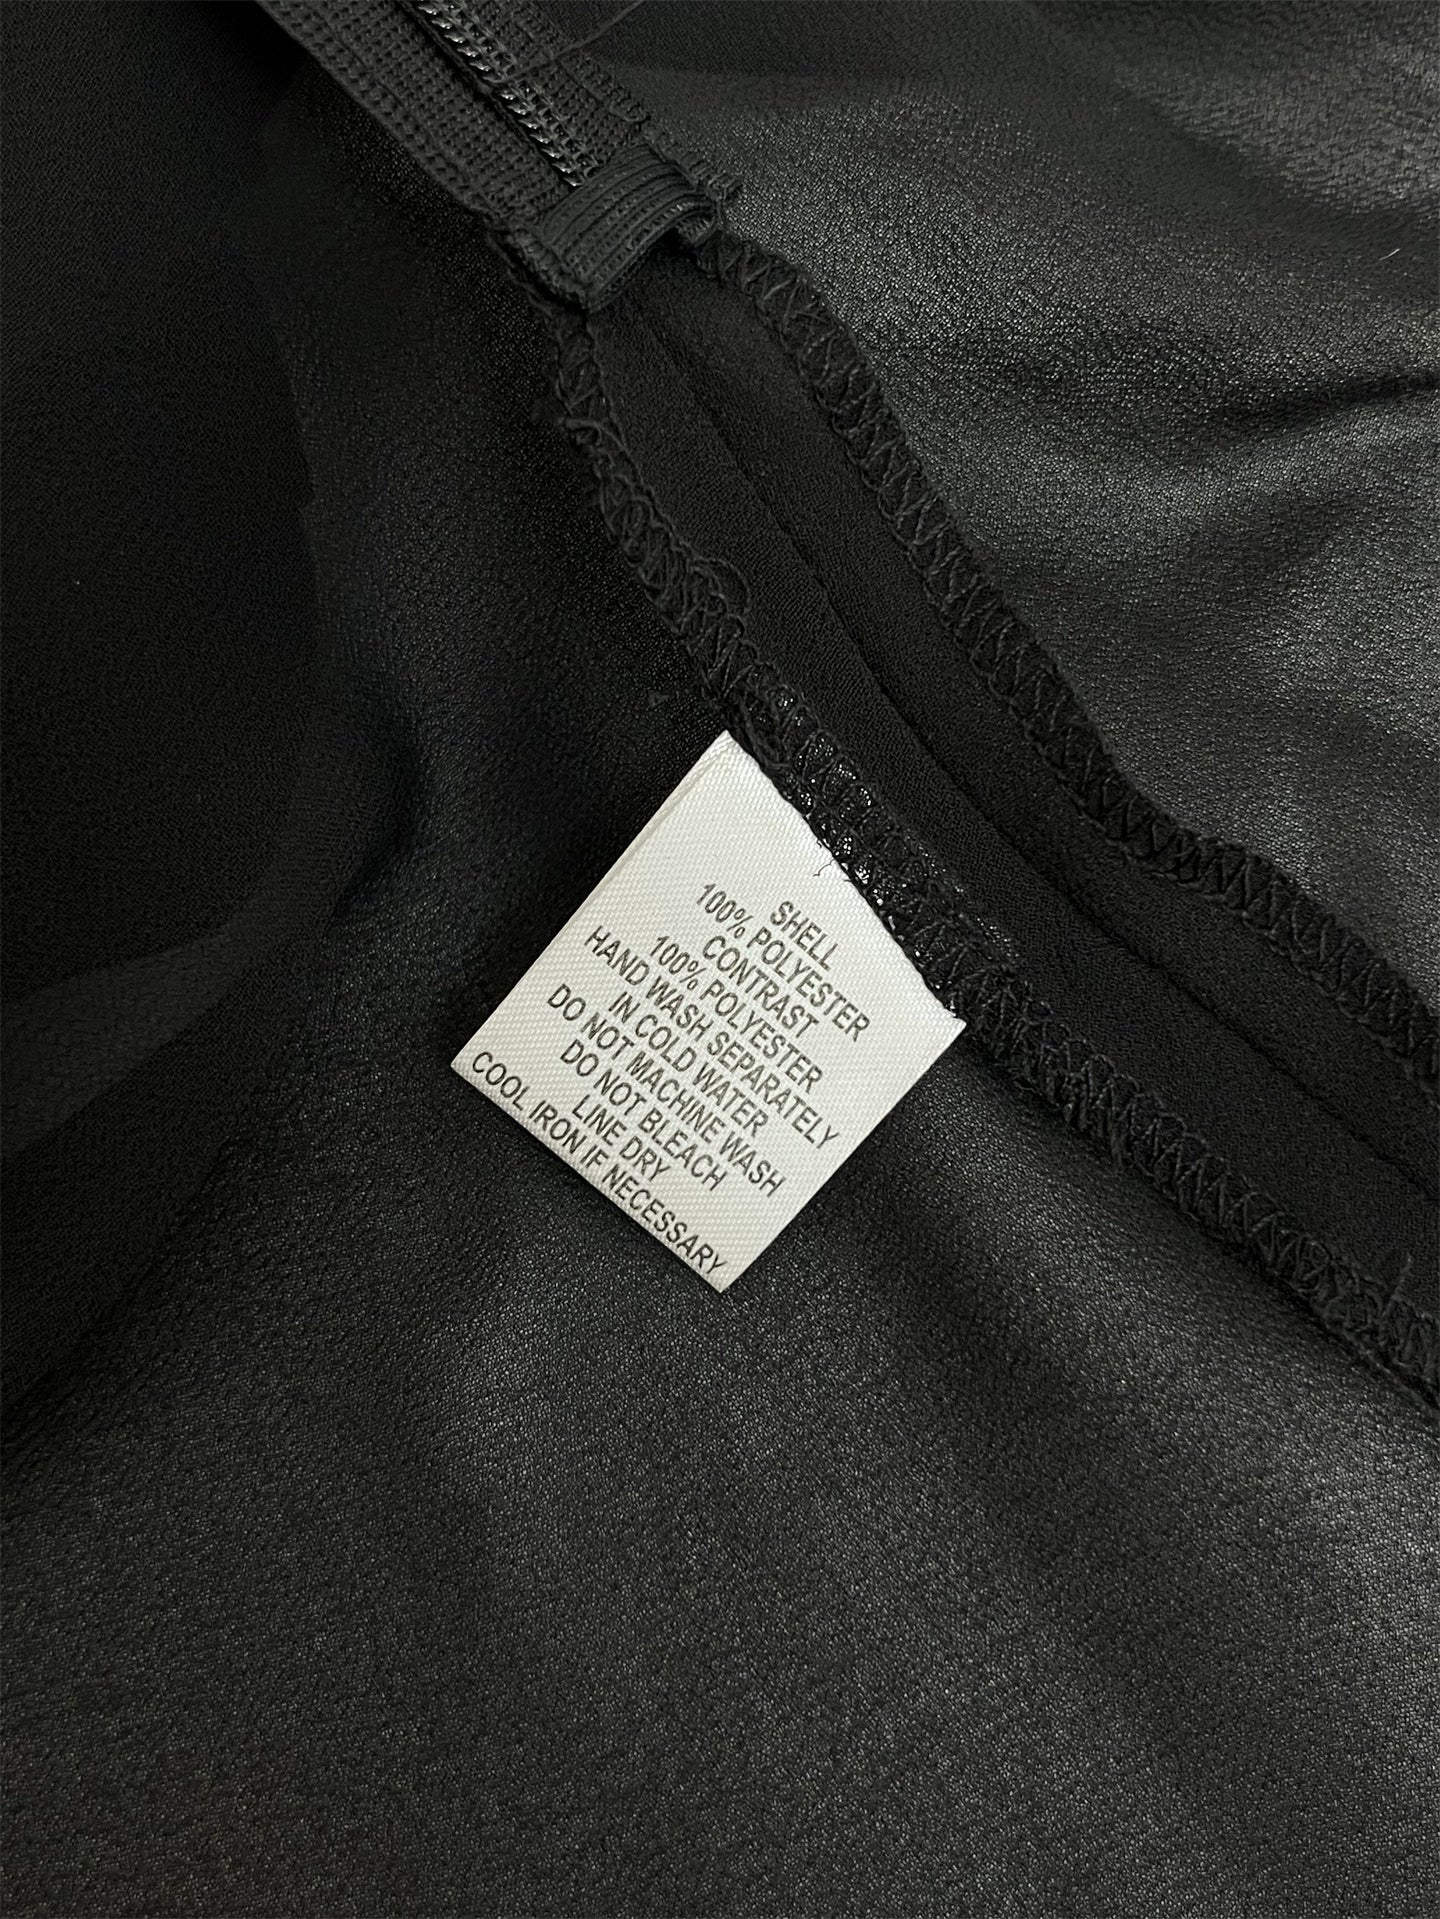 SHELL
100% POLYESTER
CONTRAST
100% POLYESTER
HAND WASH SEPARATELY
IN COLD WATER
DO NOT MACHINE WASH
DO NOT BLEACH
LINE DRY
COOL IRON IF NECESSARY